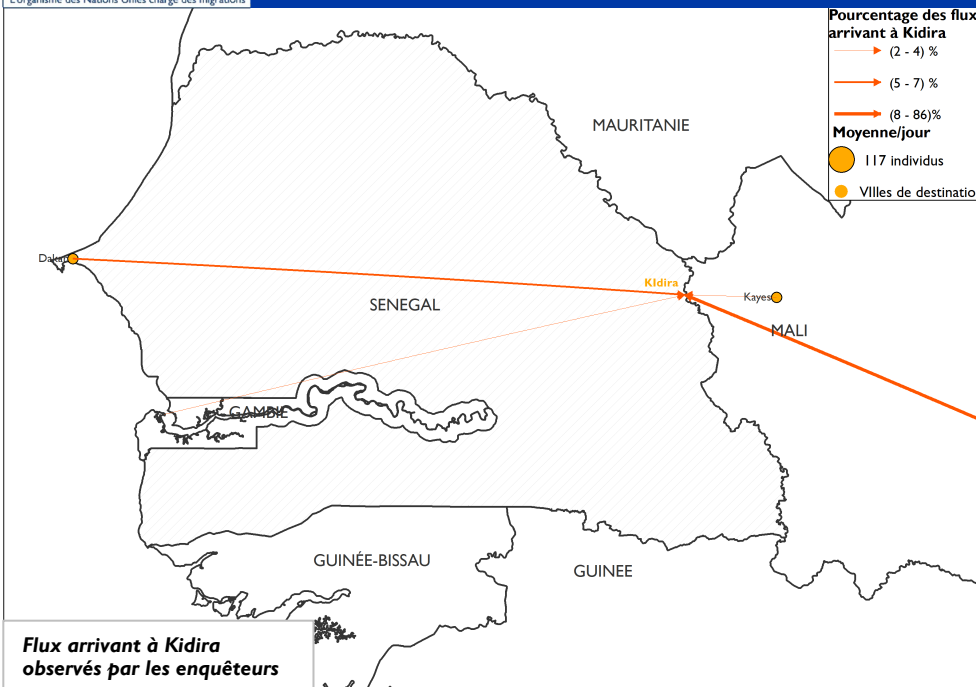 L'organisme des Nations Unies chargé des migrations
Pourcentage des flux
arrivant à Kidira
(2 - 4) %
(5 - 7) %
(8 - 86)%
Moyenne/jour
117 individus
VIlles de destinatio
MAURITANIE
Dakar
KIdira
Kayes
SENEGAL
MALI
GAMBIE
GUINÉE-BISSAU
GUINEE
Flux arrivant à Kidira
observés par les enquêteurs